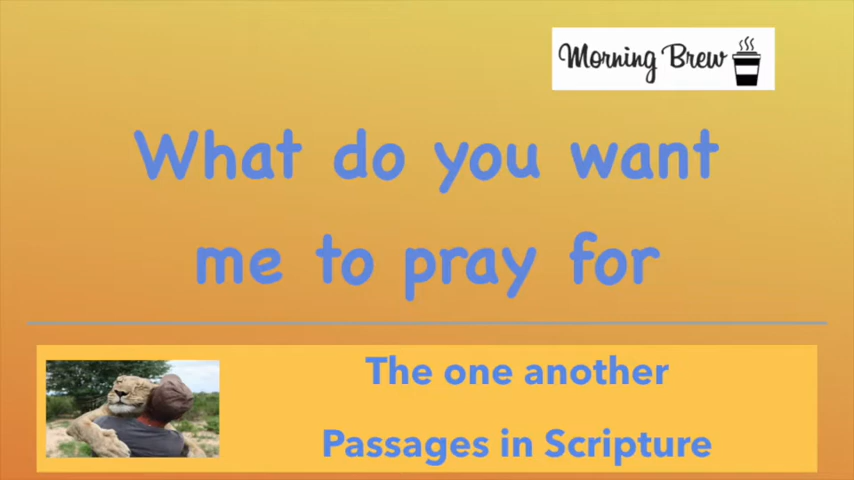 Morning Brew
What do you want
me to pray for
The one another
Passages in Scripture